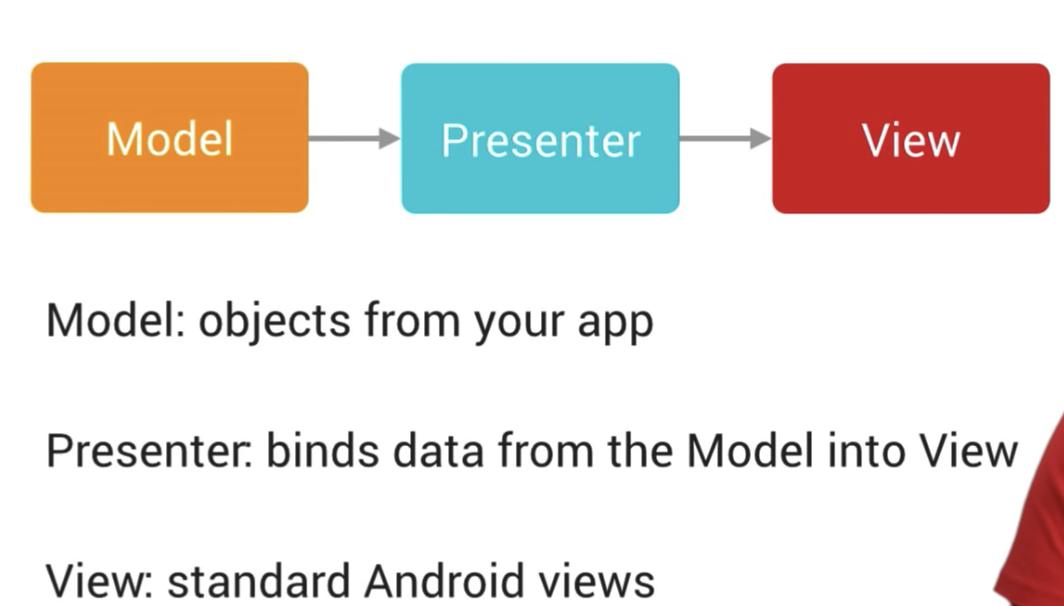 Model
Presenter
View
Model: objects from your app
Presenter: binds data from the Model into View
View: standard Android views